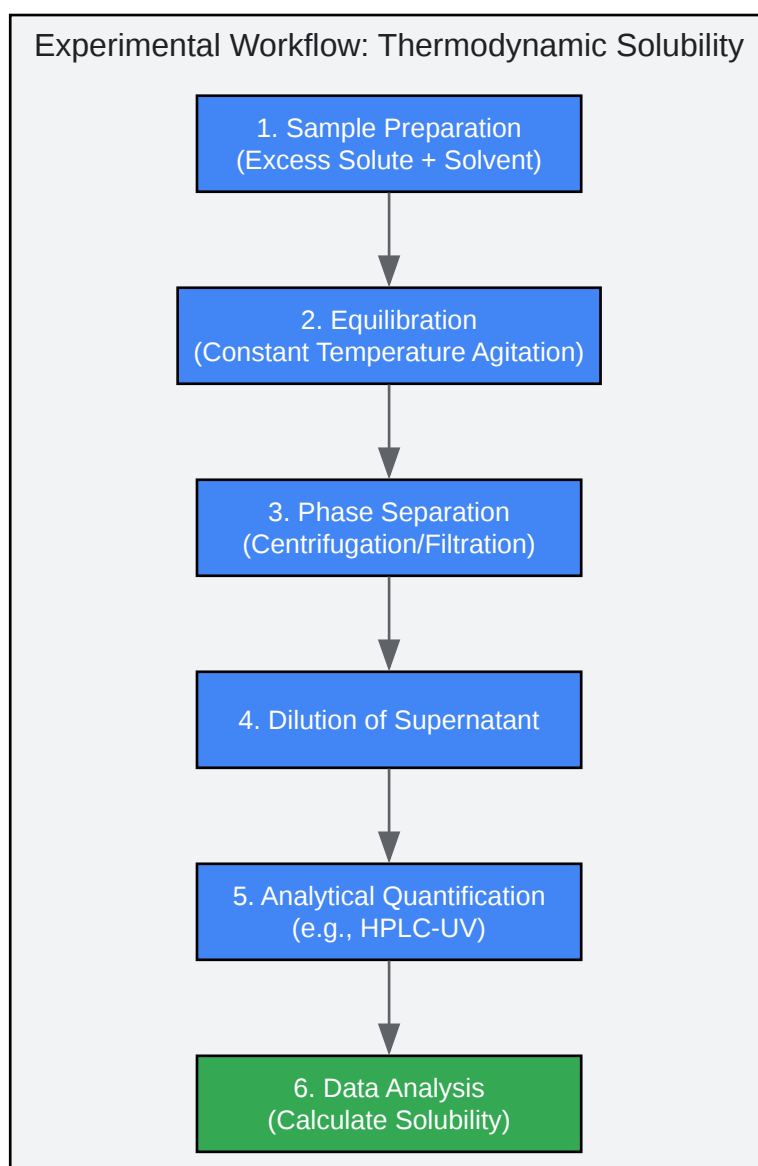 Experimental Workflow: Thermodynamic Solubility
1. Sample Preparation
(Excess Solute + Solvent)
2. Equilibration
(Constant Temperature Agitation)
3. Phase Separation
(Centrifugation/Filtration)
4. Dilution of Supernatant
5. Analytical Quantification
(e.g., HPLC-UV)
6. Data Analysis
(Calculate Solubility)